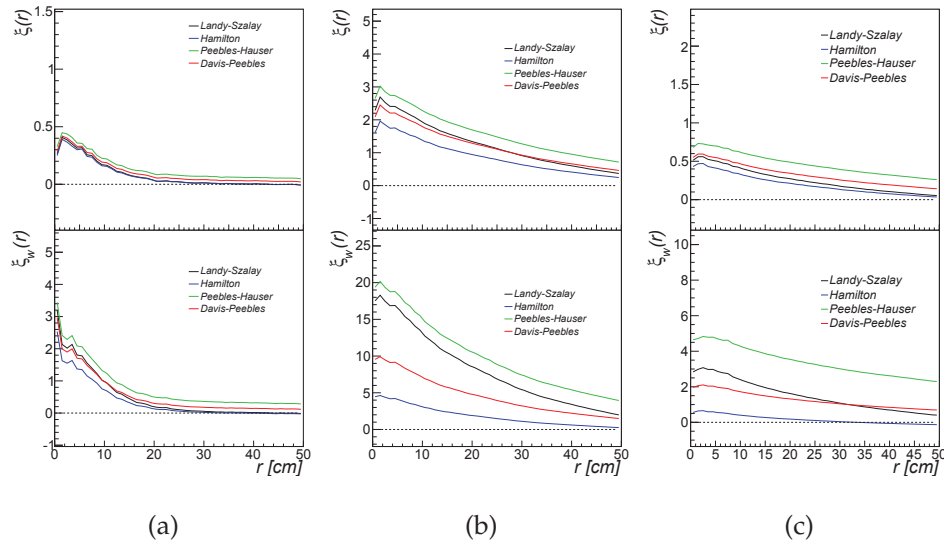 ξ(r)
1.5
1
0.5
0
Landy-Szalay
Hamilton
Peebles-Hauser
Davis-Peebles
ξ(r)
5
4
3
2
1
0
-1
Landy-Szalay
Hamilton
Peebles-Hauser
Davis-Peebles
ξ(r)
2
1.5
1
0.5
0
Landy-Szalay
Hamilton
Peebles-Hauser
Davis-Peebles
ξw(r)
5
4
3
2
1
0
-1
Landy-Szalay
Hamilton
Peebles-Hauser
Davis-Peebles
0 10 20 30 40 50
r [cm]
ξw(r)
25
20
15
10
5
0
Landy-Szalay
Hamilton
Peebles-Hauser
Davis-Peebles
0 10 20 30 40 50
r [cm]
ξw(r)
10
8
6
4
2
0
Landy-Szalay
Hamilton
Peebles-Hauser
Davis-Peebles
0 5 10 15 20 25 30 35 40 45 50
r [cm]
(a)
(b)
(c)